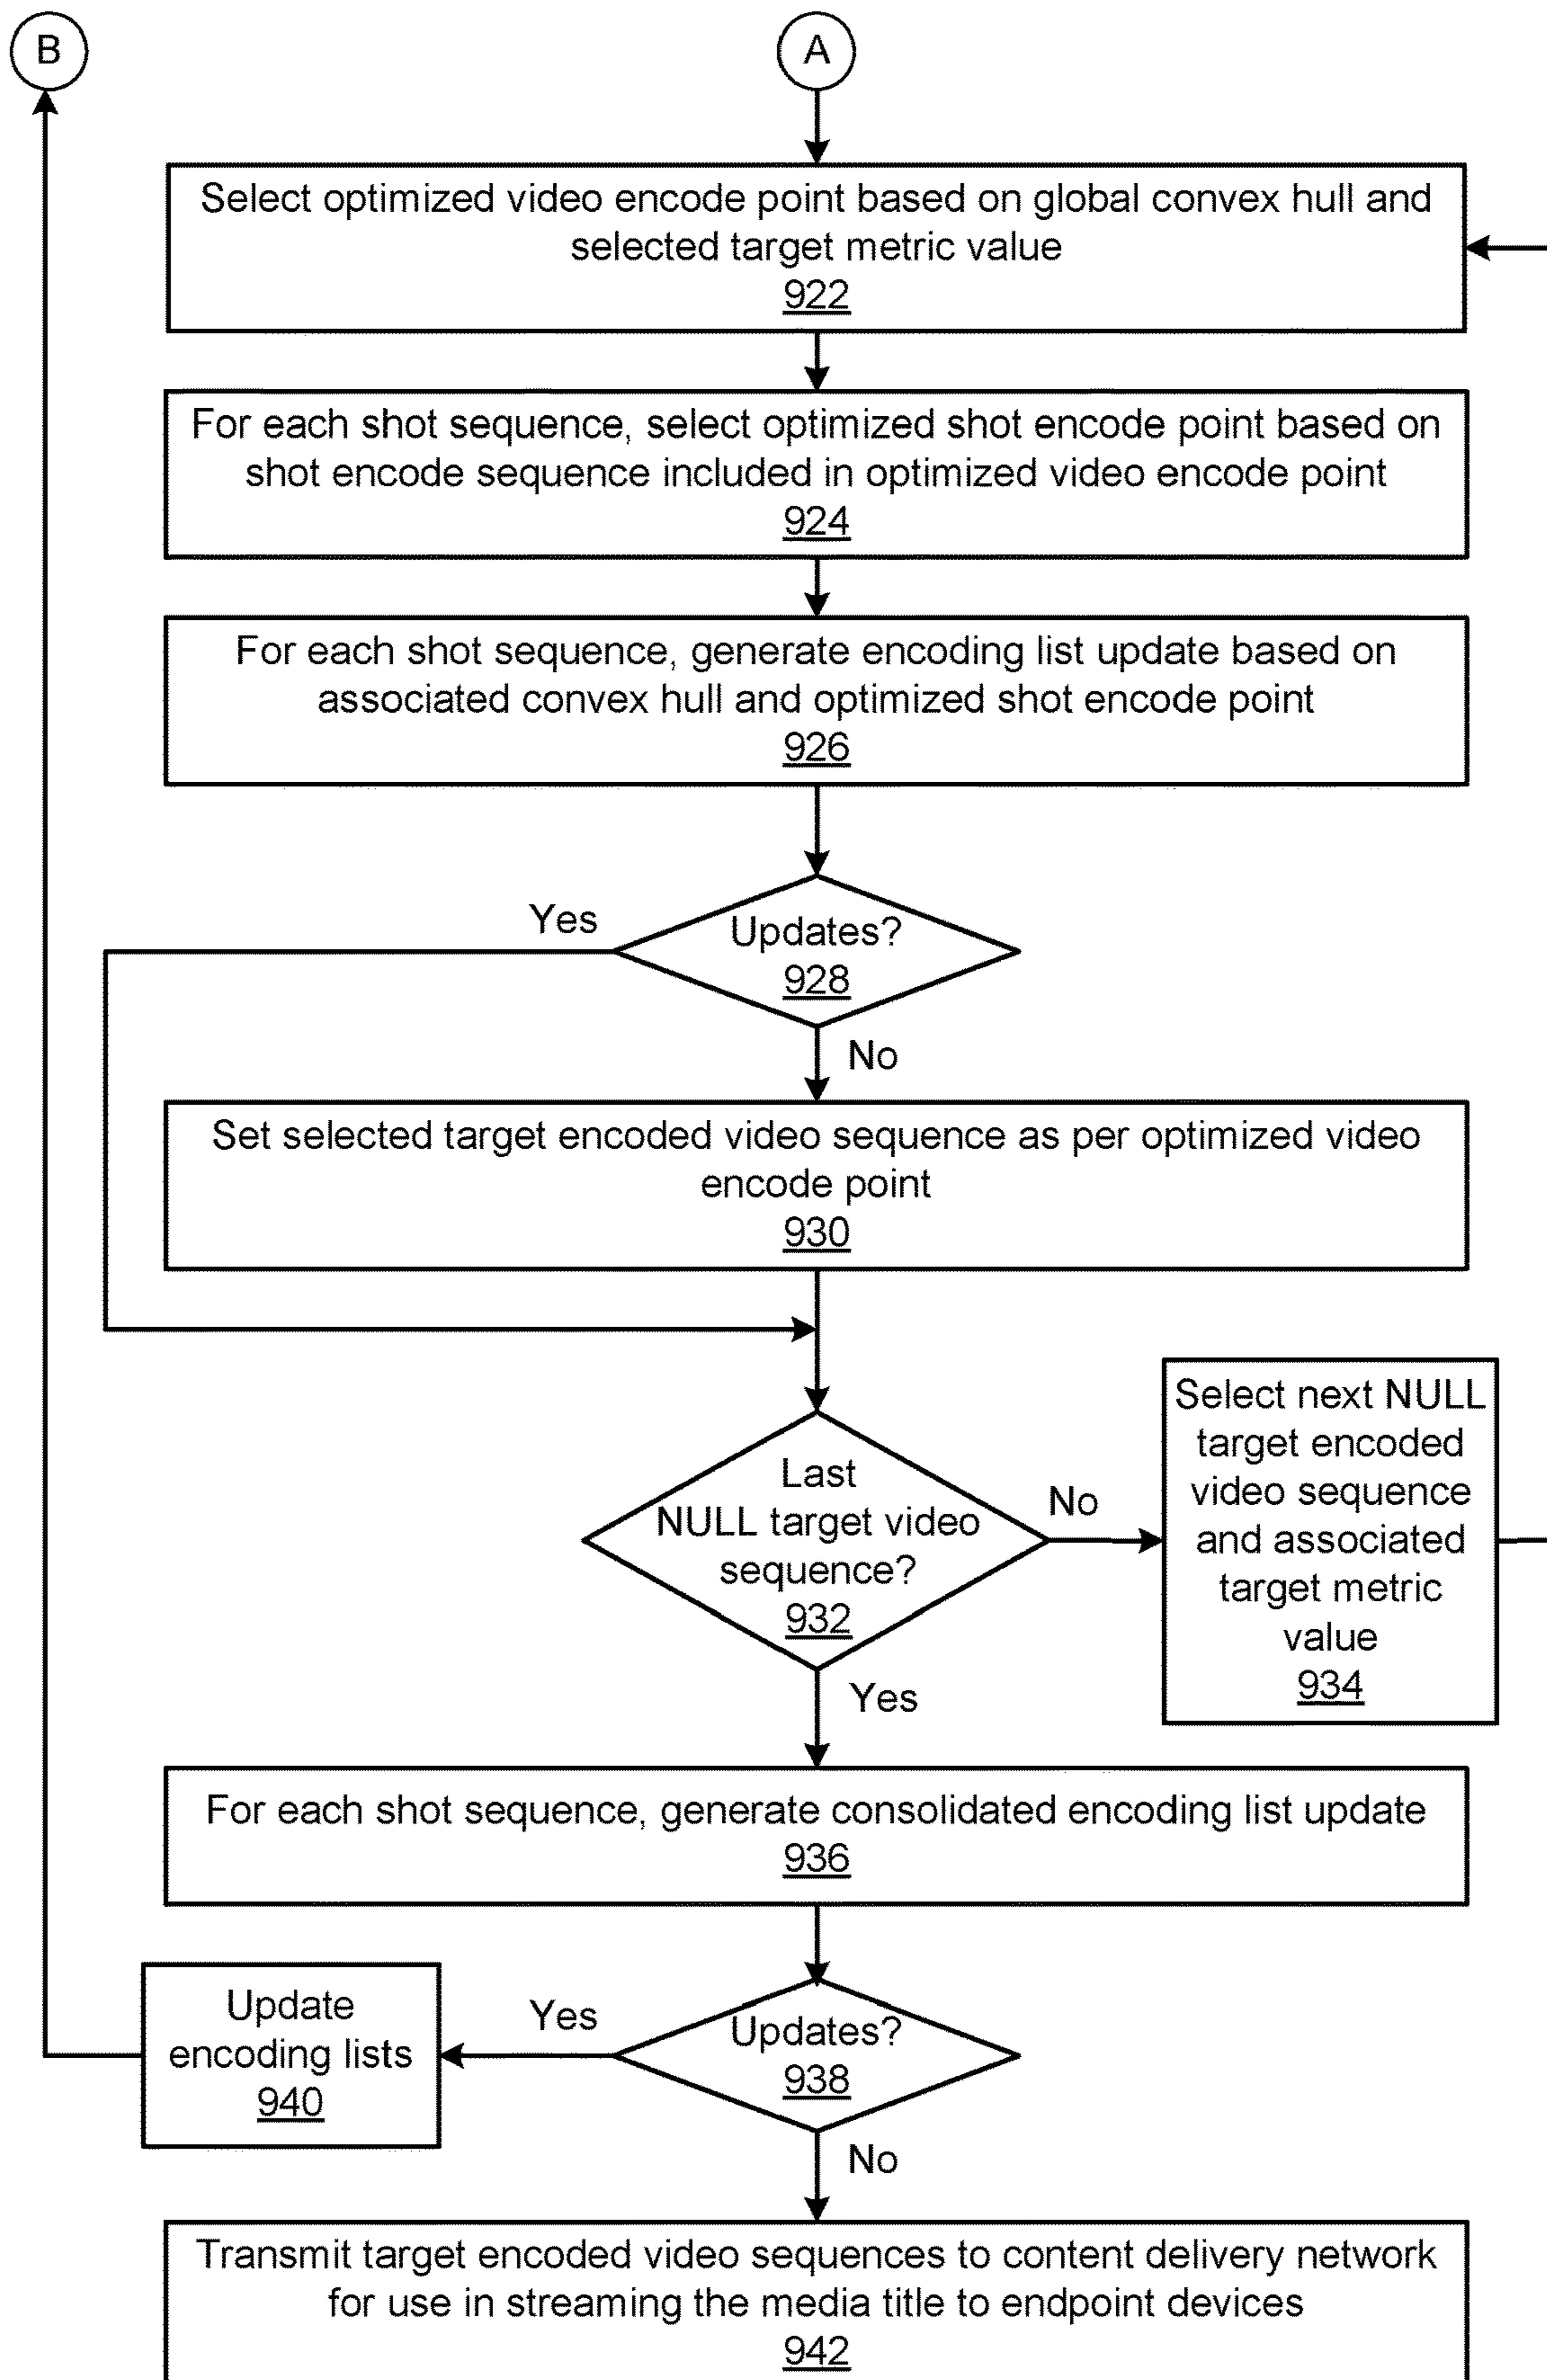 B
A
Select optimized video encode point based on global convex hull and
selected target metric value
922
For each shot sequence, select optimized shot encode point based on
shot encode sequence included in optimized video encode point
924
For each shot sequence, generate encoding list update based on
associated convex hull and optimized shot encode point
926
Yes
Updates?
928
No
Set selected target encoded video sequence as per optimized video
encode point
930
Last
NULL target video
sequence?
932
No
Select next NULL
target encoded
video sequence
and associated
target metric
value
934
Yes
For each shot sequence, generate consolidated encoding list update
936
Update
encoding lists
940
Yes
Updates?
938
No
Transmit target encoded video sequences to content delivery network
for use in streaming the media title to endpoint devices
942